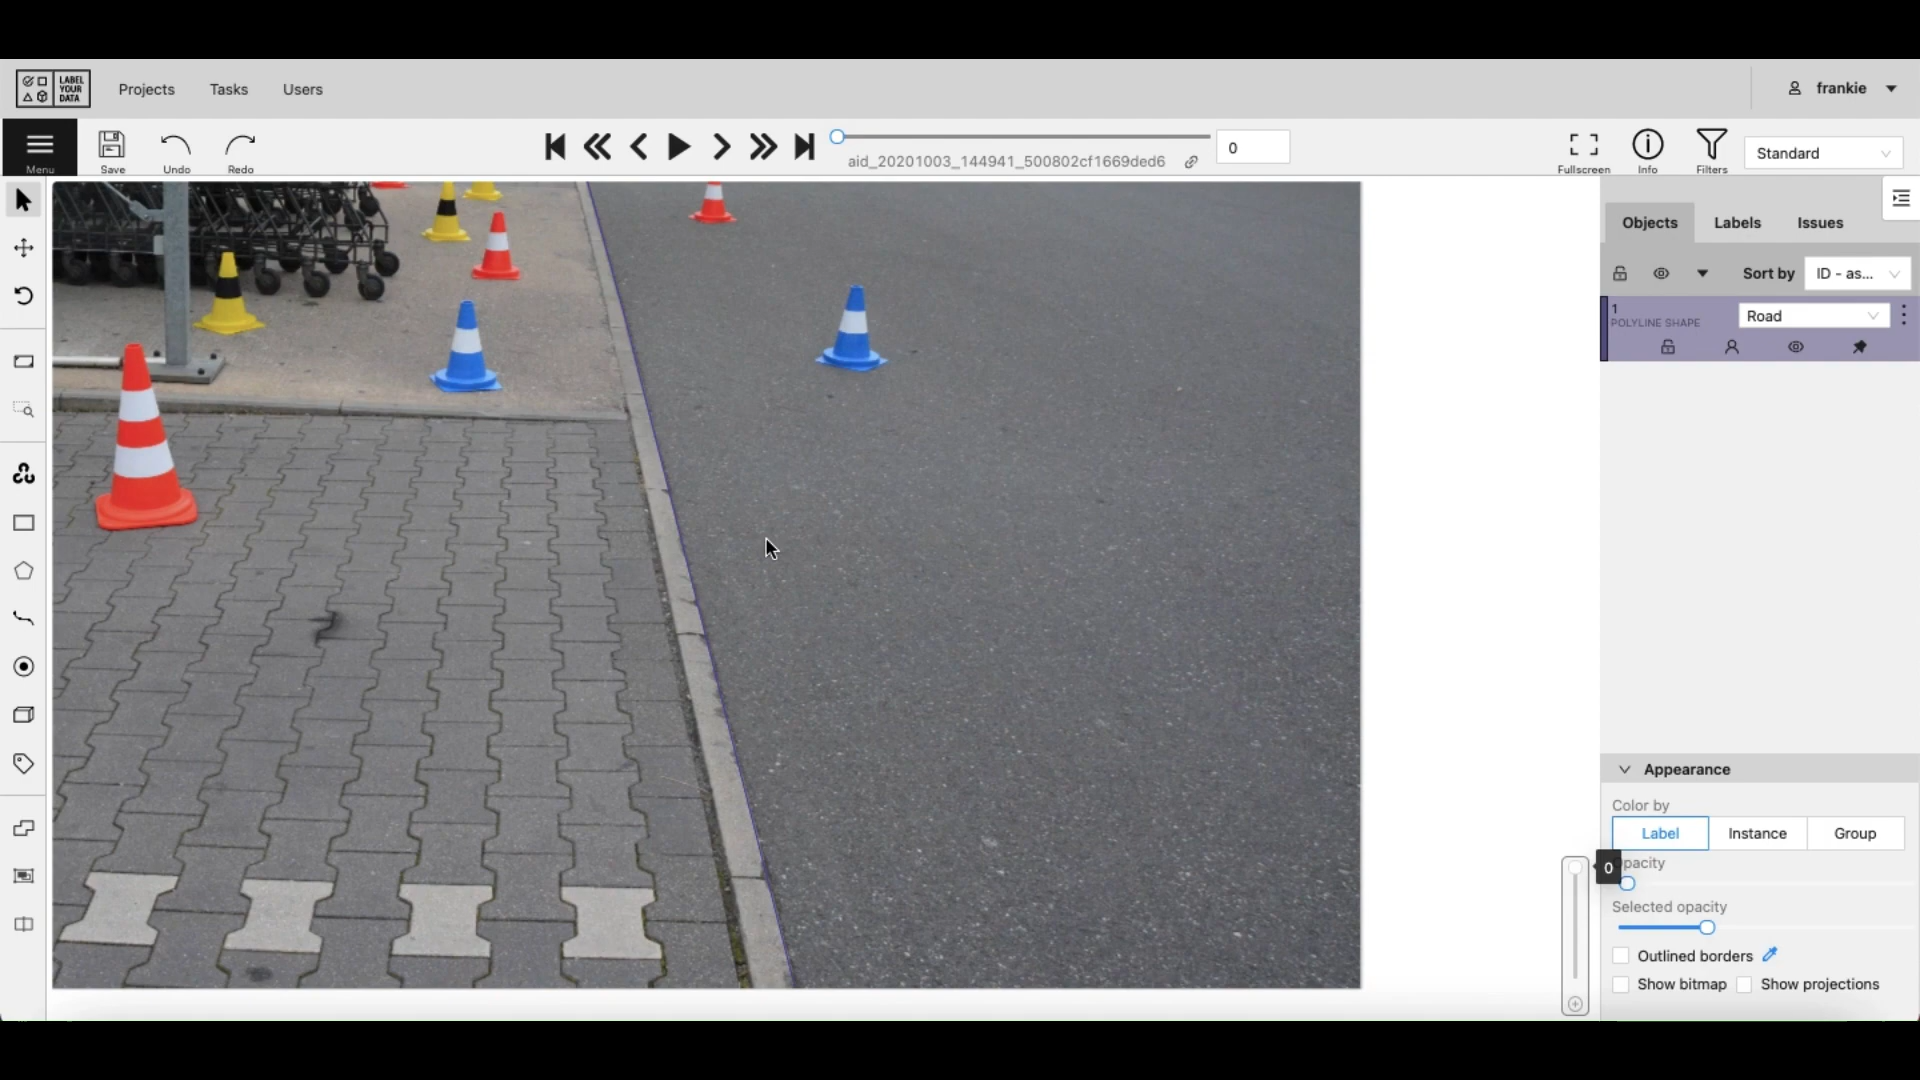 LABEL
YOUR
DATA
Projects
Tasks
Users
frankie
Menu
Save
Undo
Redo
aid_20201003_144941_500802cf1669ded6
0
Fullscreen
Info
Filters
Standard
Objects
Labels
Issues
Sort by
ID - as...
1
POLYLINE SHAPE
Road
Appearance
Color by
Label
Instance
Group
0
pacity
Selected opacity
Outlined borders
Show bitmap
Show projections